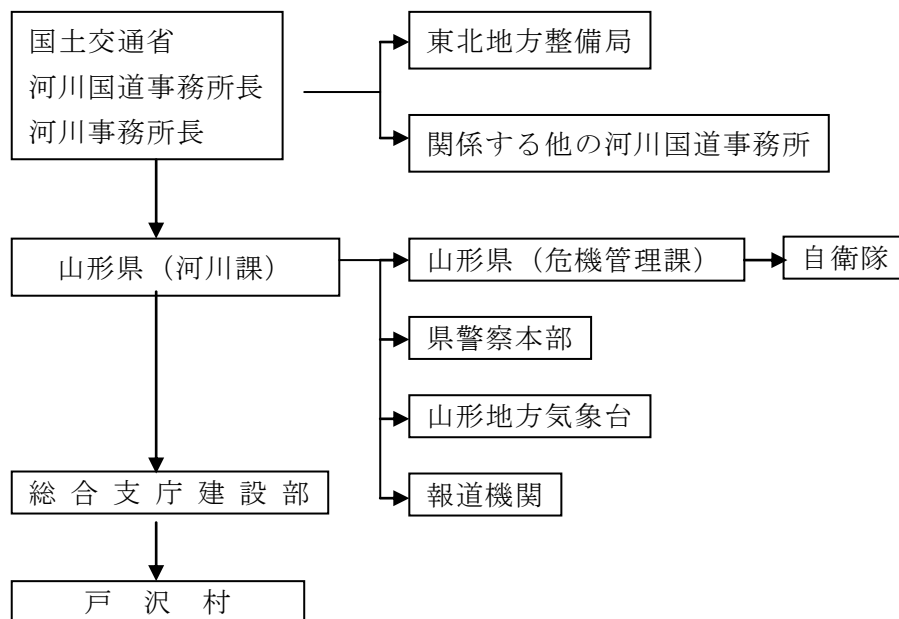 国土交通省
河川国道事務所長
河川事務所長
東北地方整備局
関係する他の河川国道事務所
山形県（河川課）
山形県（危機管理課）
自衛隊
県警察本部
山形地方気象台
報道機関
総合支庁建設部
戸沢村